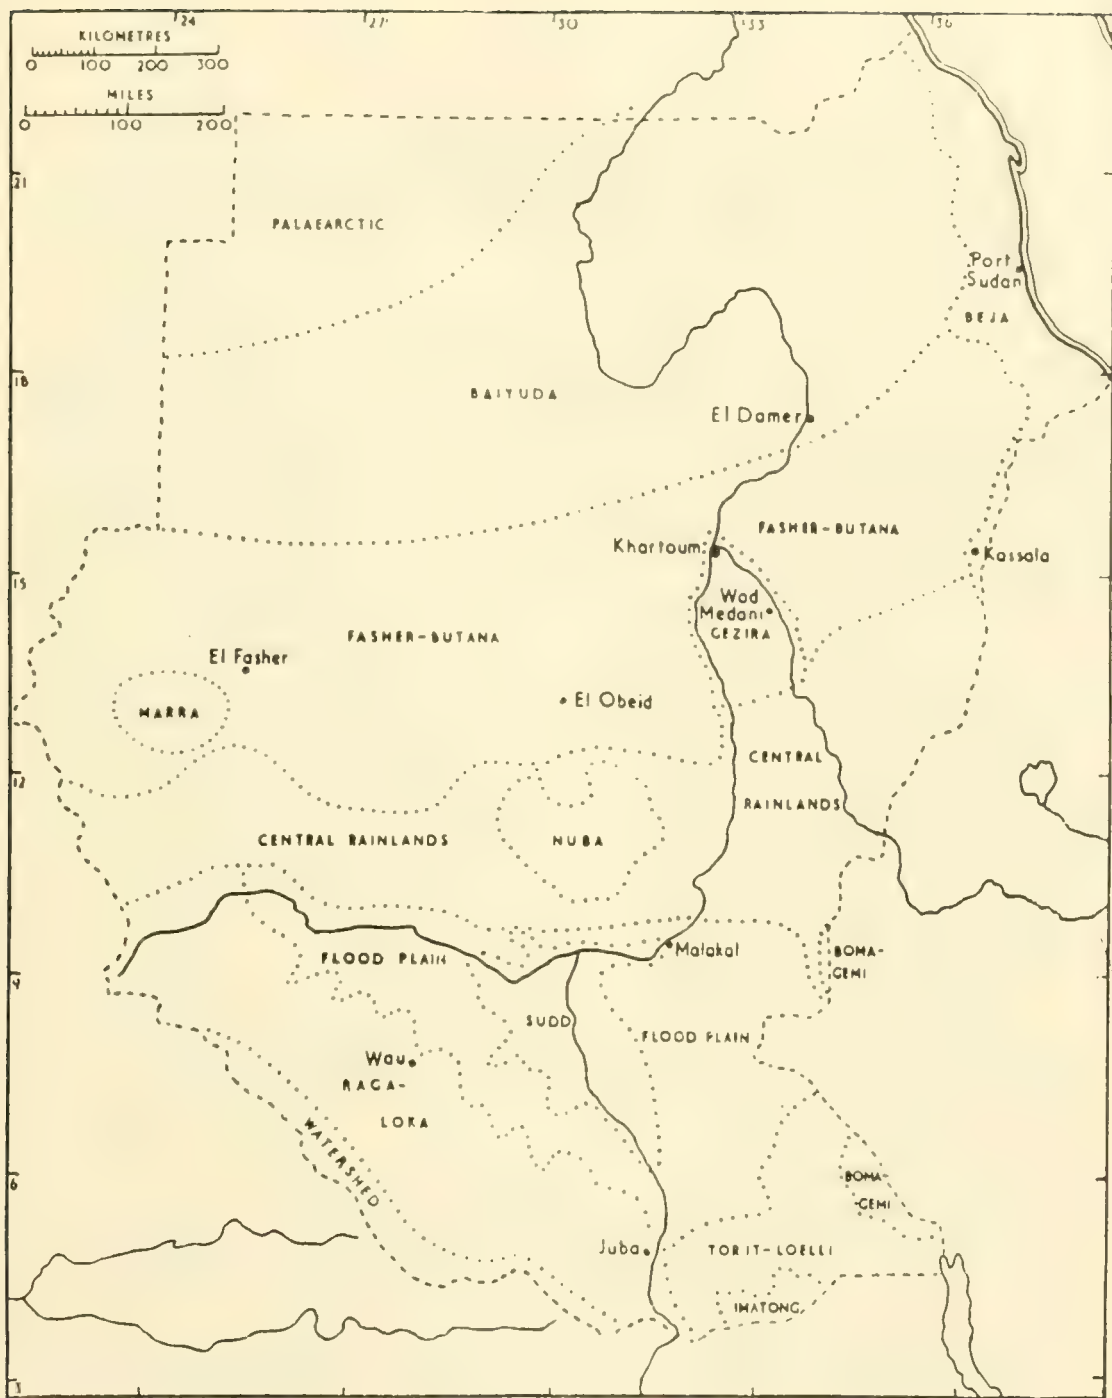 24 27 30 33 36
KILOMETRES
0 100 200 300
MILES
0 100 200
21
PALAEARCTIC
Port
Sudan
BEJA
18
BAIYUDA
El Damer
FASHER-BUTANA
Khartoum
Kassala
15
Wad
Medani
GEZIRA
FASHER-BUTANA
El Fasher
El Obeid
MARRA
12
CENTRAL
RAINLANDS
CENTRAL RAINLANDS
NUBA
Malakal
BOMA-
GEMI
FLOOD PLAIN
9
SUDD
FLOOD PLAIN
Wau
RAGA-
LOKA
WATERSHED
6
BOMA-
GEMI
Juba
TORIT-LOELLI
IMATONG
3